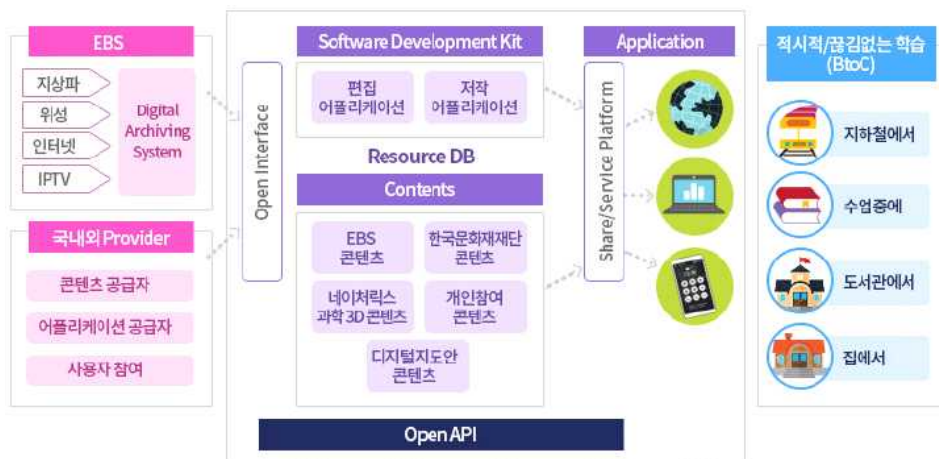 EBS
지상파
위성
인터넷
IPTV
Digital
Archiving
System
국내외 Provider
콘텐츠 공급자
어플리케이션 공급자
사용자 참여
Open Interface
Software Development Kit
편집
어플리케이션
저작
어플리케이션
Resource DB
Contents
EBS
콘텐츠
한국문화재재단
콘텐츠
네이처릭스
과학 3D 콘텐츠
개인참여
콘텐츠
디지털지도안
콘텐츠
Open API
Share/Service Platform
Application
적시적/끊김없는 학습
(BtoC)
지하철에서
수업중에
도서관에서
집에서